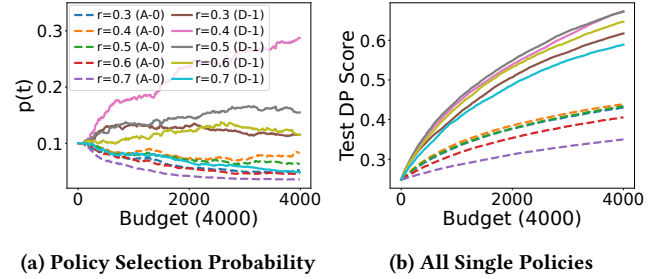 0.3
0.2
0.1
p(t)
r=0.3 (A-0)
r=0.4 (A-0)
r=0.5 (A-0)
r=0.6 (A-0)
r=0.7 (A-0)
r=0.3 (D-1)
r=0.4 (D-1)
r=0.5 (D-1)
r=0.6 (D-1)
r=0.7 (D-1)
0 2000 4000
Budget (4000)
(a) Policy Selection Probability
0.6
0.5
0.4
0.3
Test DP Score
0 2000 4000
Budget (4000)
(b) All Single Policies